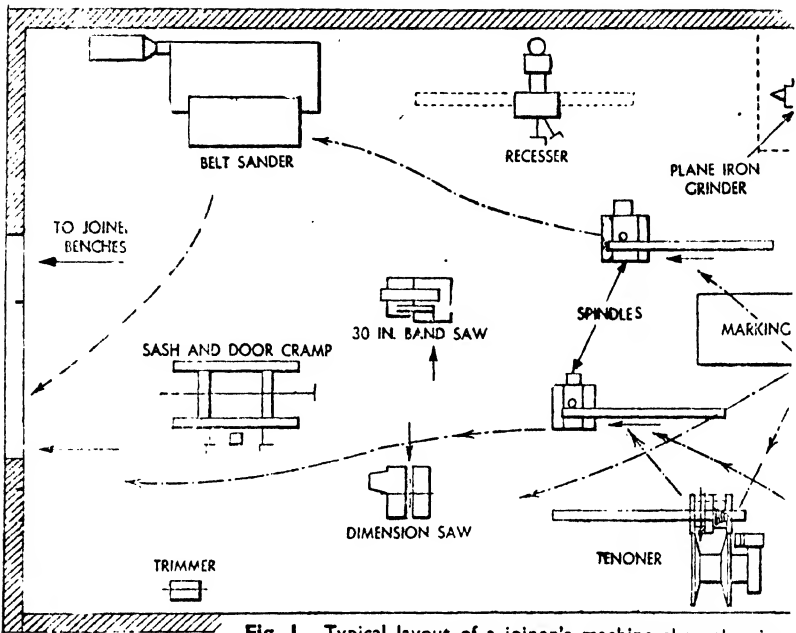 BELT SANDER
RECESSER
PLANE IRON
GRINDER
TO JOINE
BENCHES
SPINDLES
MARKING
30 IN. BAND SAW
SASH AND DOOR CRAMP
DIMENSION SAW
TENONER
TRIMMER
Fig. 1. Typical layout of a joiner's machine